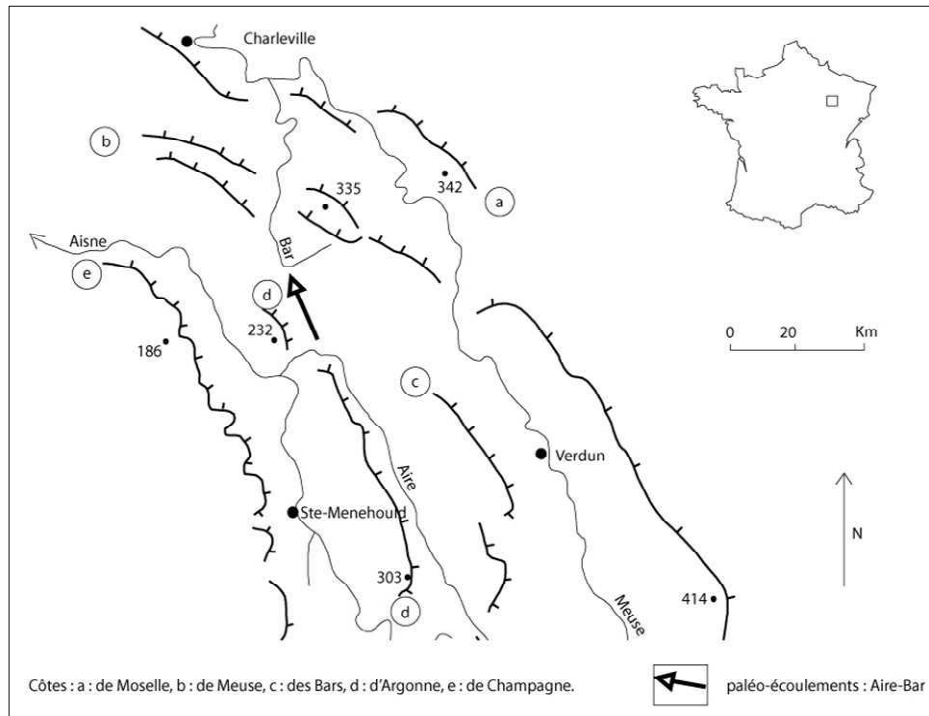 Charleville
b
335
342
a
Aisne
Bar
e
d
232
186
0 20 Km
c
Verdun
Aire
Ste-Menehould
N
303
d
Meuse
414
Côtes : a : de Moselle, b : de Meuse, c : des Bars, d : d'Argonne, e : de Champagne.
paléo-écoulements : Aire-Bar